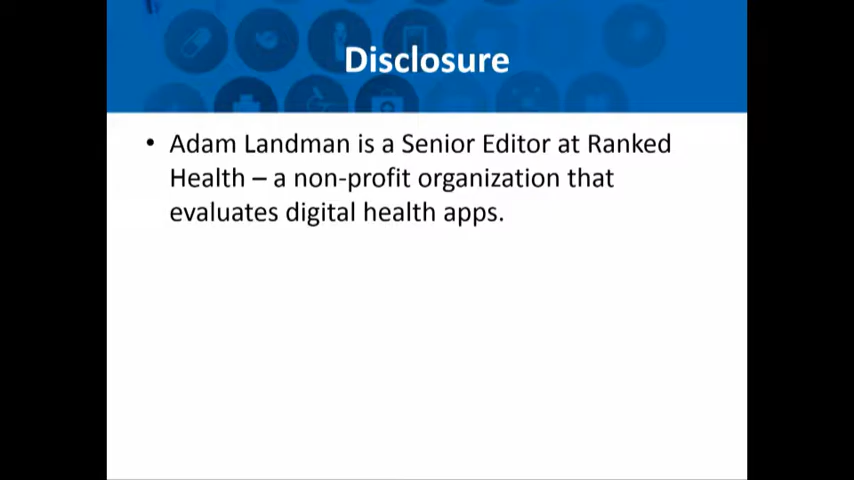 Disclosure
• Adam Landman is a Senior Editor at Ranked
Health – a non-profit organization that
evaluates digital health apps.